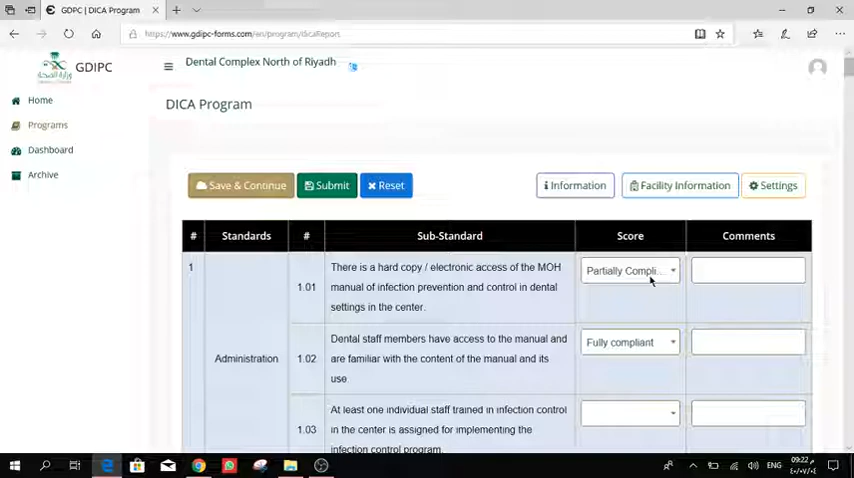 GDPC | DICA Program
https://www.gdipc-forms.com/en/program/dicaReport
GDIPC
Dental Complex North of Riyadh
Home
Programs
Dashboard
Archive
DICA Program
Save & Continue
Submit
Reset
Information
Facility Information
Settings
# Standards # Sub-Standard Score Comments
1
Administration
1.01
There is a hard copy / electronic access of the MOH
manual of infection prevention and control in dental
settings in the center.
Partially Compli...
1.02
Dental staff members have access to the manual and
are familiar with the content of the manual and its
use
Fully compliant
1.03
At least one individual staff trained in infection control
in the center is assigned for implementing the
infection control program.
ENG
09:22 م